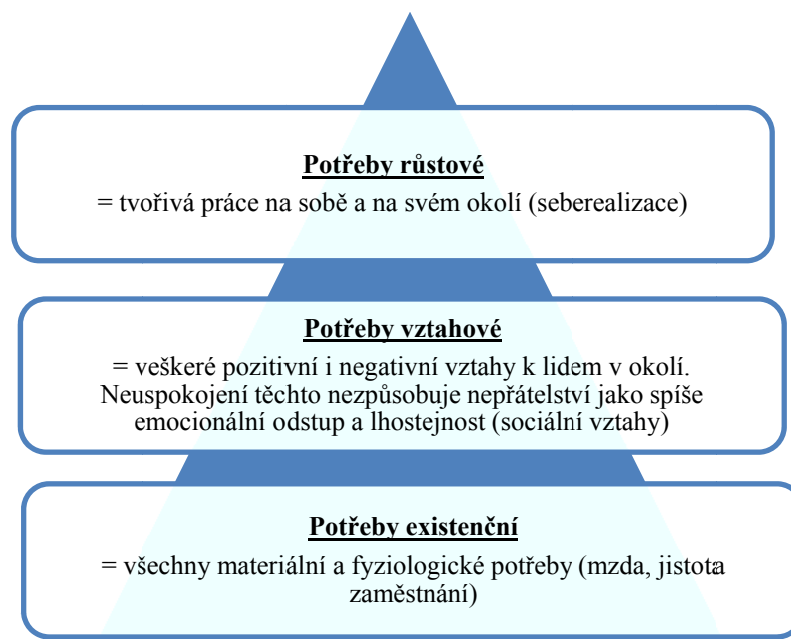 Potřeby růstové
= tvořivá práce na sobě a na svém okolí (seberealizace)
Potřeby vztahové
= veškeré pozitivní i negativní vztahy k lidem v okolí.
Neuspokojení těchto nezpůsobuje nepřátelství jako spíše
emocionální odstup a lhostejnost (sociální vztahy)
Potřeby existenční
= všechny materiální a fyziologické potřeby (mzda, jistota
zaměstnání)